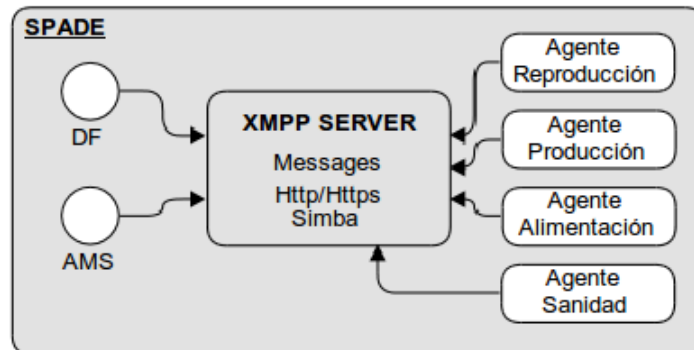 SPADE
DF
AMS
XMPP SERVER
Messages
Http/Https
Simba
Agente
Reproducción
Agente
Producción
Agente
Alimentación
Agente
Sanidad